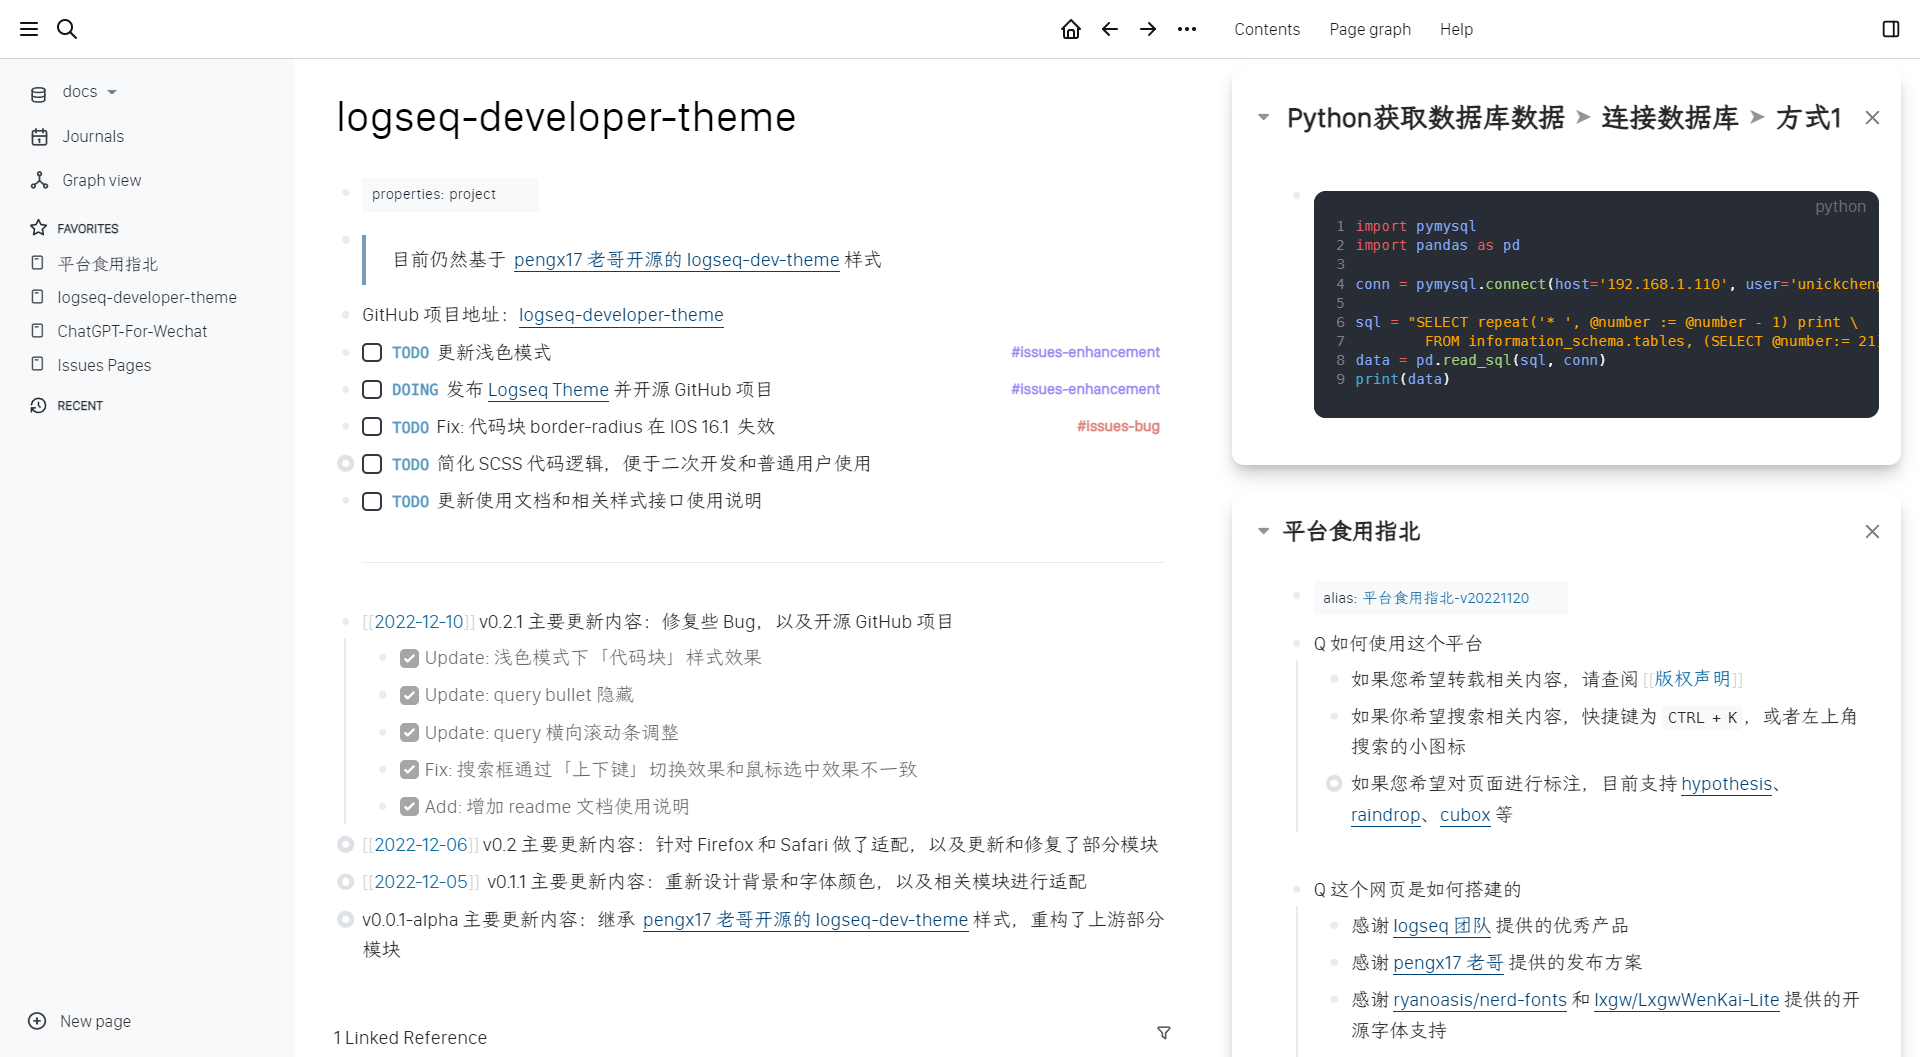 Contents
Page graph
Help
docs
Journals
Graph view
FAVORITES
平台食用指北
logseq-developer-theme
ChatGPT-For-Wechat
Issues Pages
RECENT
New page
logseq-developer-theme
properties: project
目前仍然基于 pengx17 老哥开源的 logseq-dev-theme 样式
GitHub 项目地址：logseq-developer-theme
TODO 更新浅色模式 #issues-enhancement
DOING 发布 Logseq Theme 并开源 GitHub 项目 #issues-enhancement
TODO Fix: 代码块 border-radius 在 IOS 16.1 失效 #issues-bug
TODO 简化 SCSS 代码逻辑，便于二次开发和普通用户使用
TODO 更新使用文档和相关样式接口使用说明
[[2022-12-10]] v0.2.1 主要更新内容：修复些 Bug，以及开源 GitHub 项目
Update: 浅色模式下「代码块」样式效果
Update: query bullet 隐藏
Update: query 横向滚动条调整
Fix: 搜索框通过「上下键」切换效果和鼠标选中效果不一致
Add: 增加 readme 文档使用说明
[[2022-12-06]] v0.2 主要更新内容：针对 Firefox 和 Safari 做了适配，以及更新和修复了部分模块
[[2022-12-05]] v0.1.1 主要更新内容：重新设计背景和字体颜色，以及相关模块进行适配
v0.0.1-alpha 主要更新内容：继承 pengx17 老哥开源的 logseq-dev-theme 样式，重构了上游部分
模块
1 Linked Reference
Python获取数据库数据 ➤ 连接数据库 ➤ 方式1
python
1 import pymysql
2 import pandas as pd
3
4 conn = pymysql.connect(host='192.168.1.110', user='unickcheng
5
6 sql = "SELECT repeat('* ', @number := @number - 1) print \
7 FROM information_schema.tables, (SELECT @number:= 21)
8 data = pd.read_sql(sql, conn)
9 print(data)
平台食用指北
alias: 平台食用指北-v20221120
Q 如何使用这个平台
如果您希望转载相关内容，请查阅 [[版权声明]]
如果你希望搜索相关内容，快捷键为 CTRL + K ，或者左上角
搜索的小图标
如果您希望对页面进行标注，目前支持 hypothesis、
raindrop、cubox 等
Q 这个网页是如何搭建的
感谢 logseq 团队 提供的优秀产品
感谢 pengx17 老哥 提供的发布方案
感谢 ryanoasis/nerd-fonts 和 lxgw/LxgwWenKai-Lite 提供的开
源字体支持